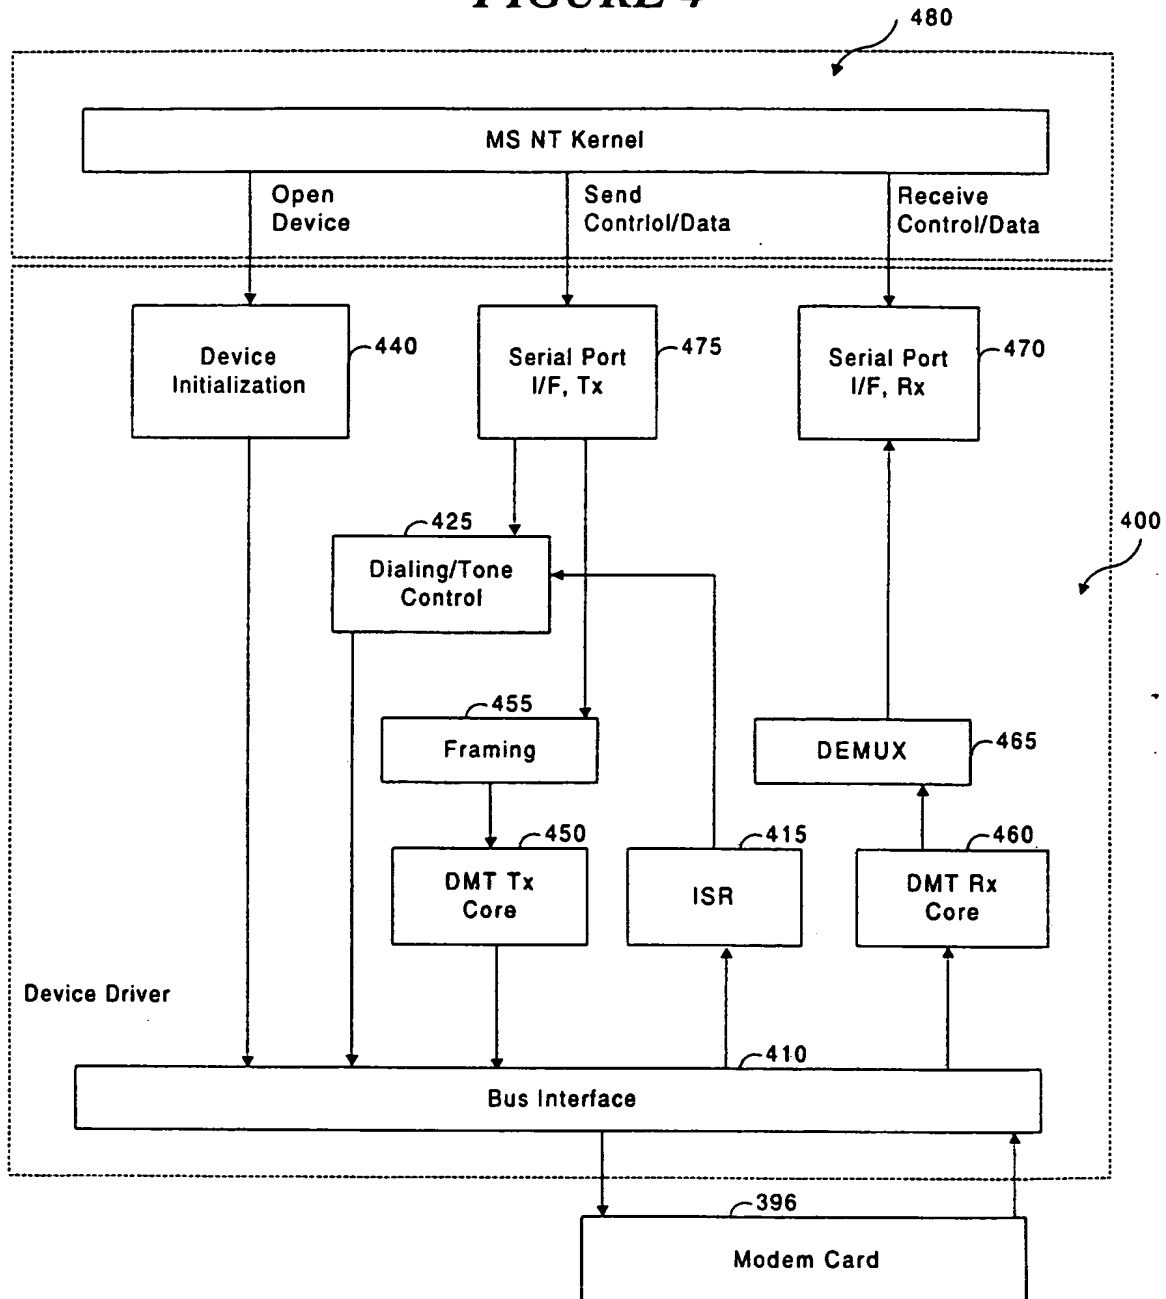 FIGURE 4
480
MS NT Kernel
Open
Device
Send
Contrlol/Data
Receive
Control/Data
Device
Initialization
440
Serial Port
I/F, Tx
475
Serial Port
I/F, Rx
470
400
425
Dialing/Tone
Control
455
Framing
DEMUX
465
450
DMT Tx
Core
415
ISR
460
DMT Rx
Core
Device Driver
410
Bus Interface
396
Modem Card